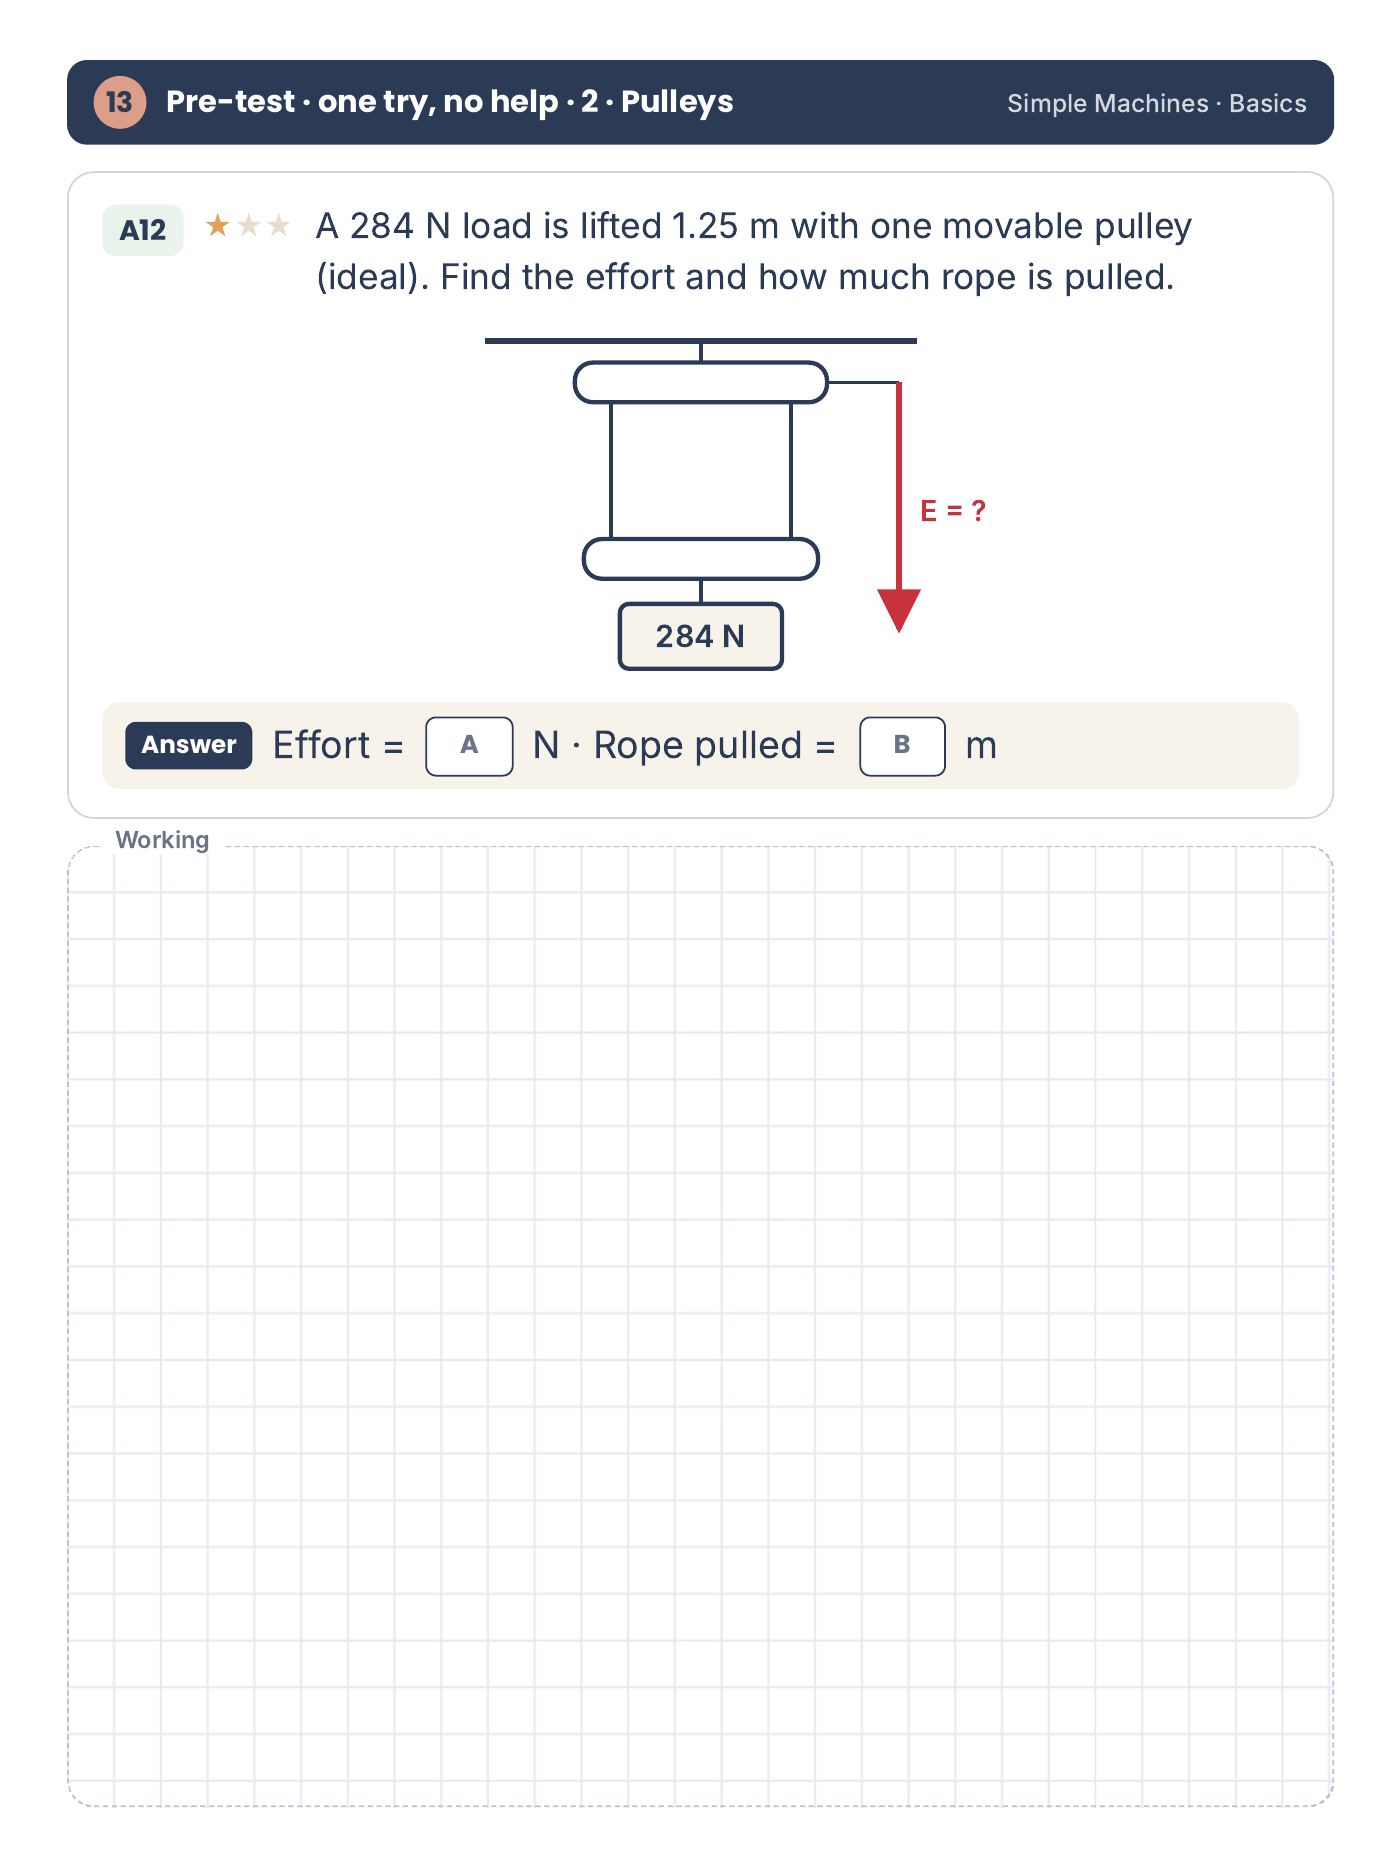 13 Pre-test · one try, no help · 2 · Pulleys Simple Machines · Basics
A12 ★★★ A 284 N load is lifted 1.25 m with one movable pulley
(ideal). Find the effort and how much rope is pulled.
E = ?
284 N
Answer Effort = A N · Rope pulled = B m
Working